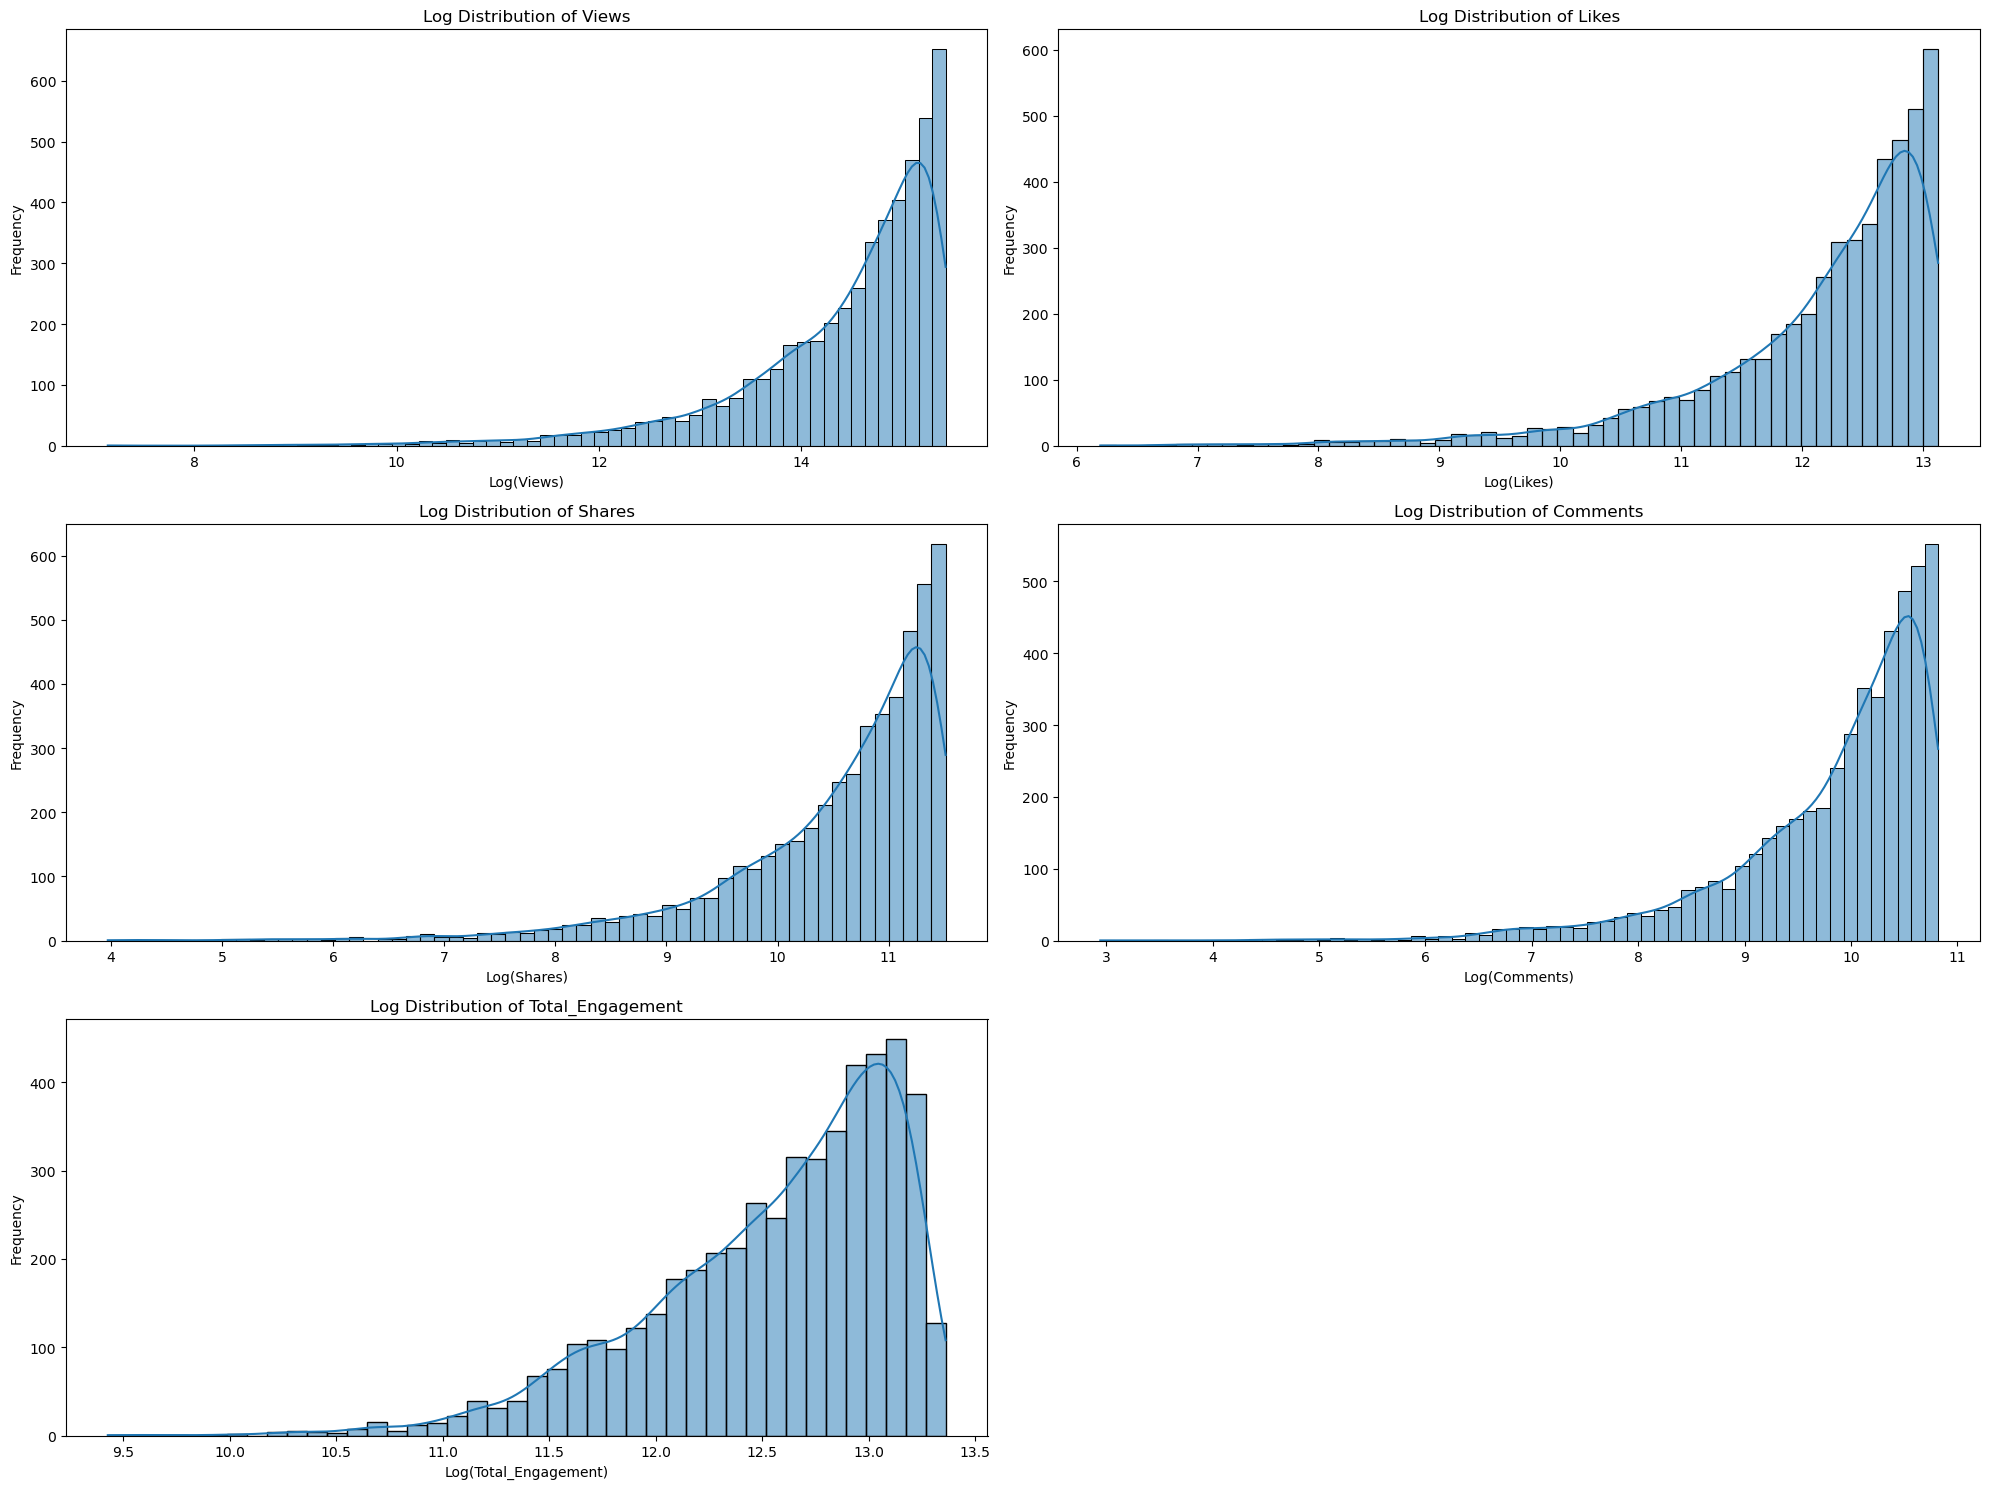 Log Distribution of Views
600
500
400
300
200
100
0
Frequency
8 10 12 14
Log(Views)
Log Distribution of Likes
600
500
400
300
200
100
0
Frequency
6 7 8 9 10 11 12 13
Log(Likes)
Log Distribution of Shares
600
500
400
300
200
100
0
Frequency
4 5 6 7 8 9 10 11
Log(Shares)
Log Distribution of Comments
500
400
300
200
100
0
Frequency
3 4 5 6 7 8 9 10 11
Log(Comments)
Log Distribution of Total_Engagement
400
300
200
100
0
Frequency
9.5 10.0 10.5 11.0 11.5 12.0 12.5 13.0 13.5
Log(Total_Engagement)